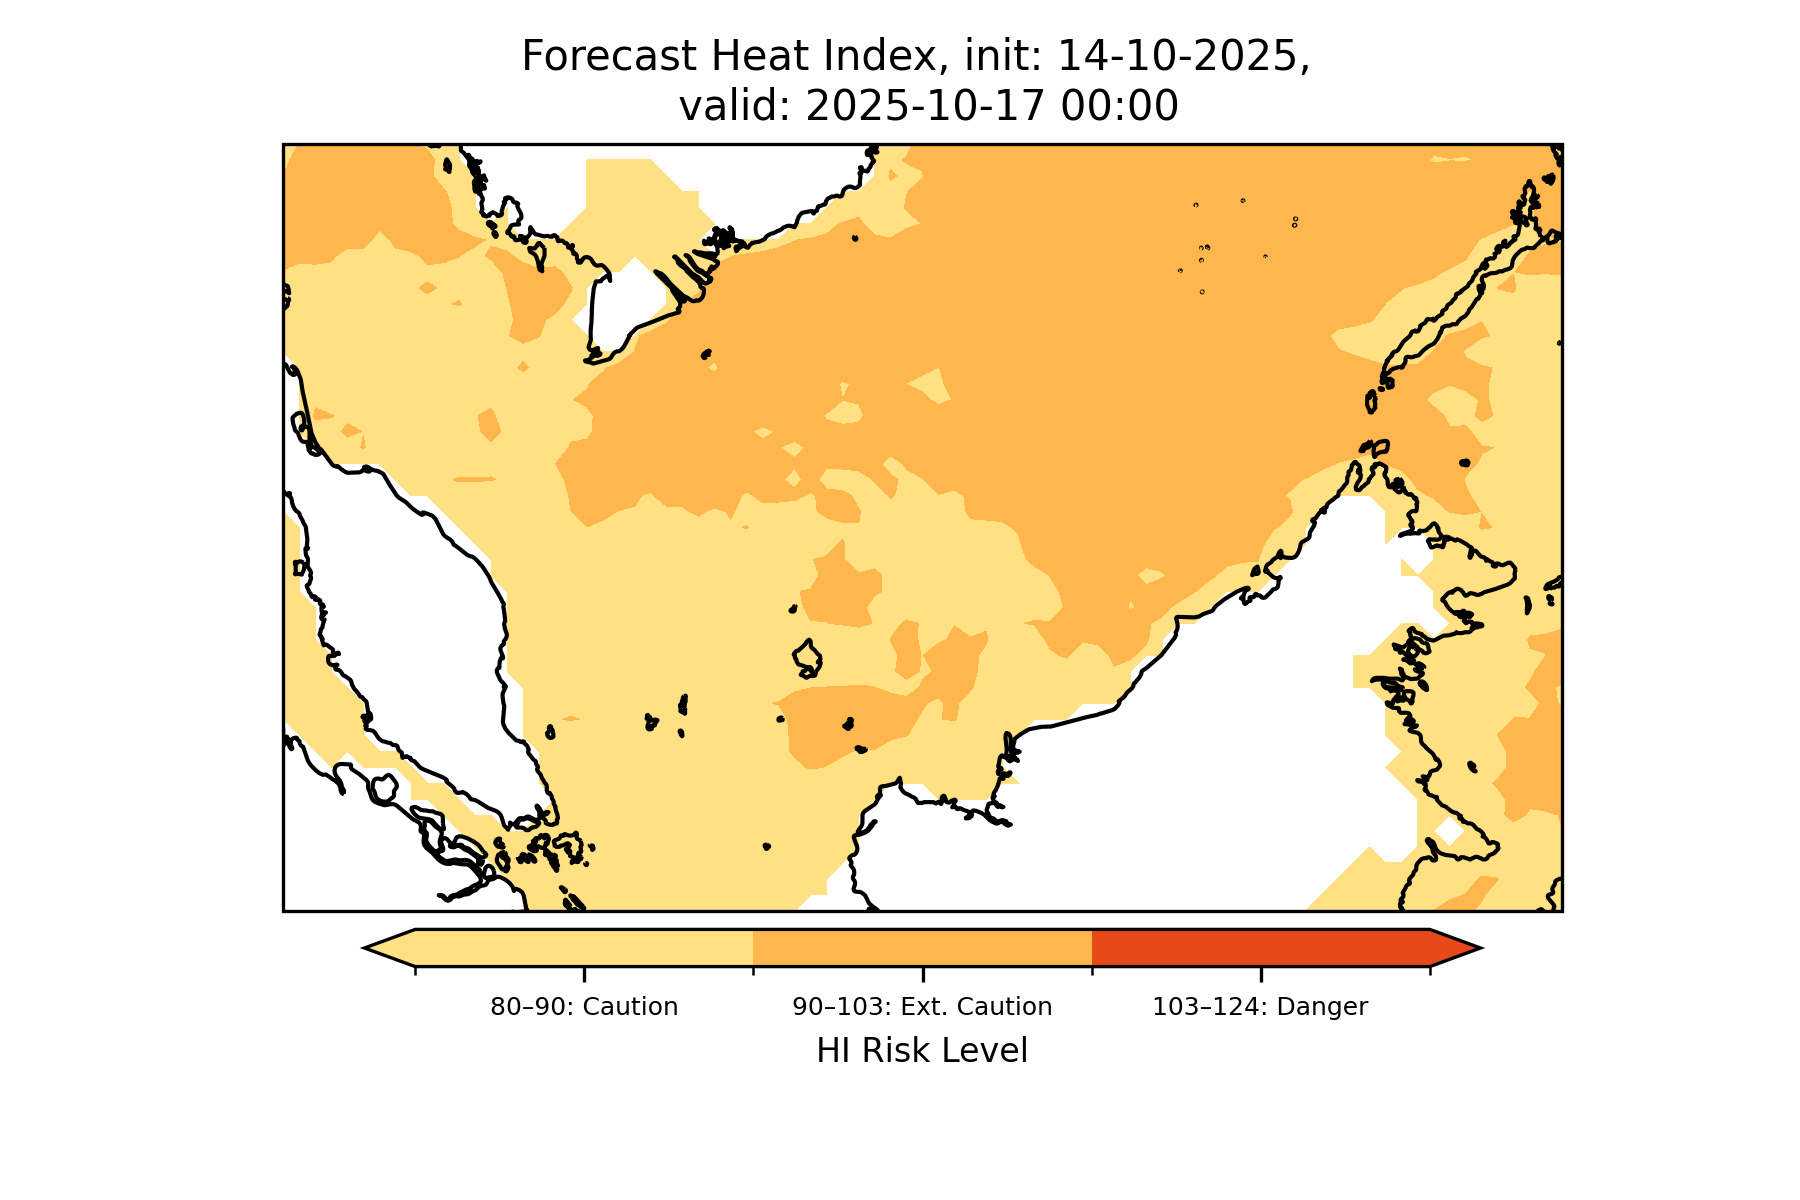 Forecast Heat Index, init: 14-10-2025,
valid: 2025-10-17 00:00
80–90: Caution
90–103: Ext. Caution
103–124: Danger
HI Risk Level